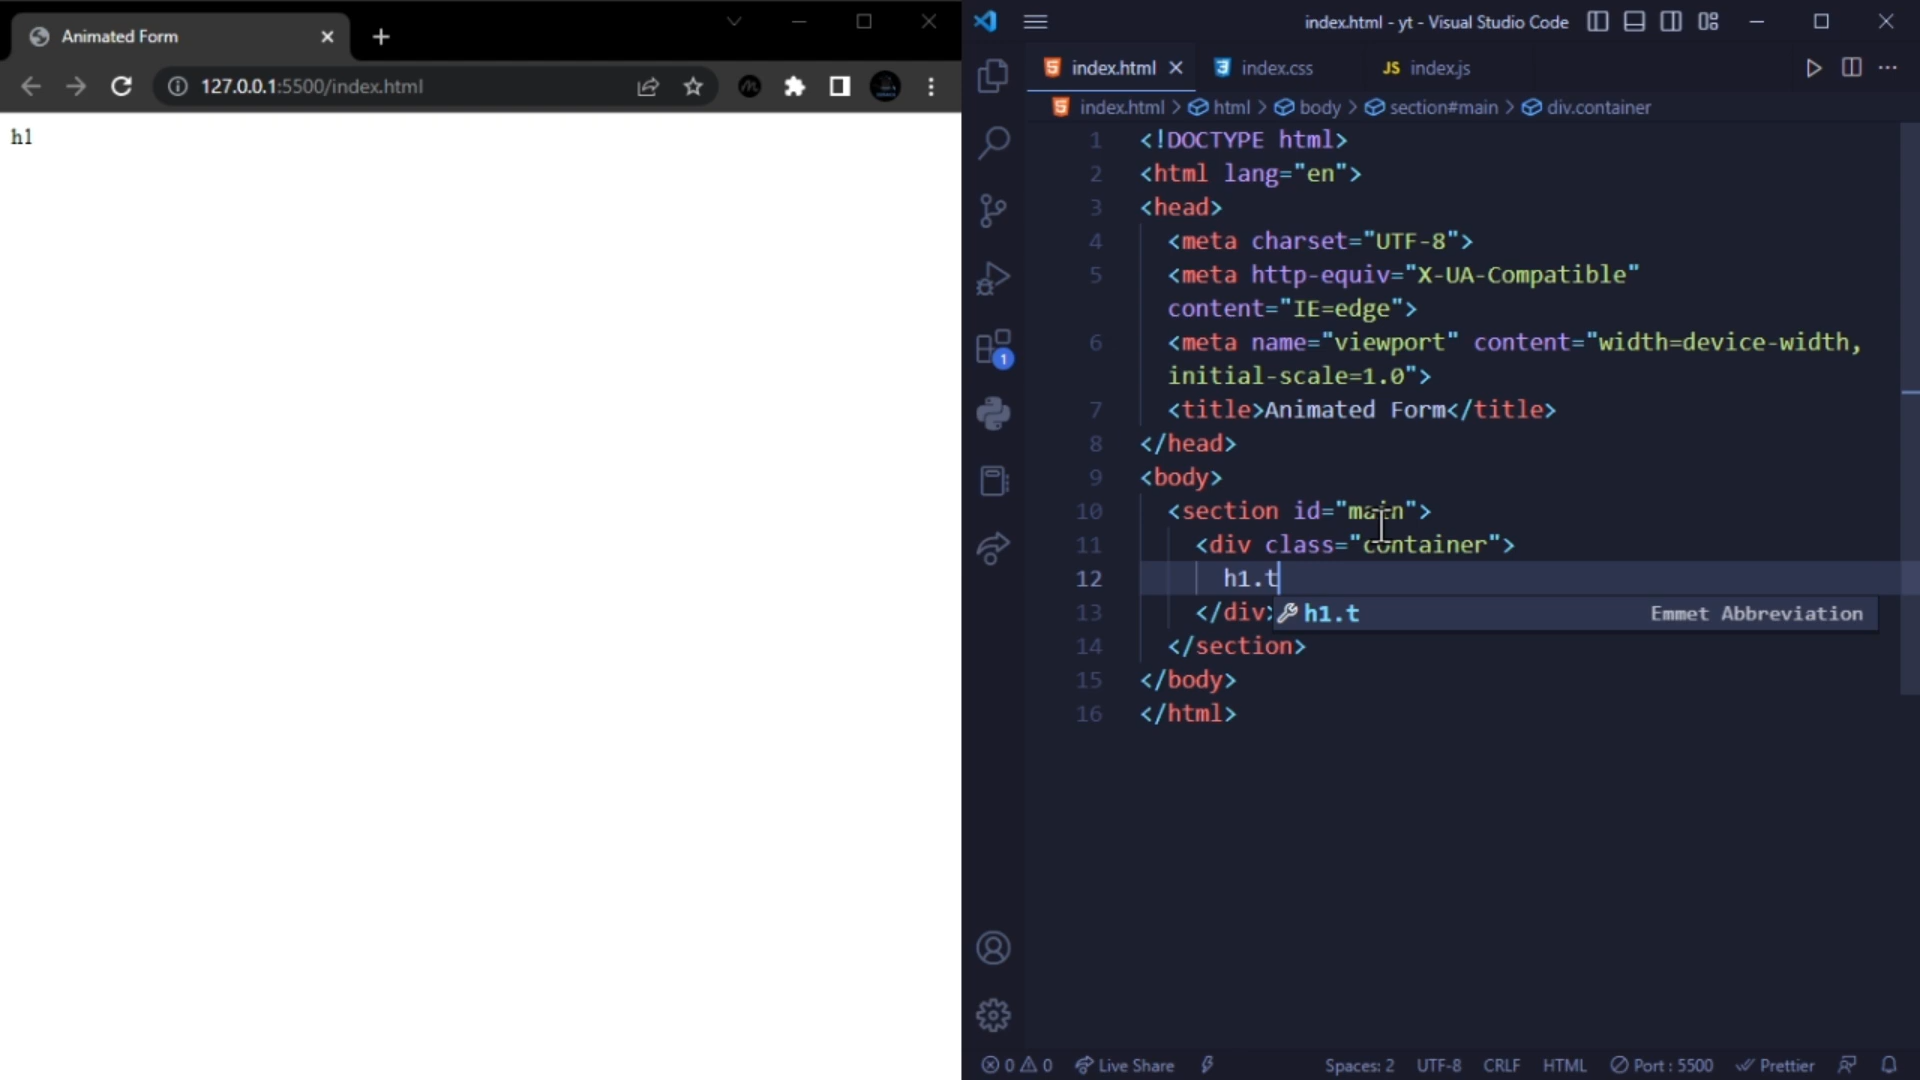 Animated Form
127.0.0.1:5500/index.html
h1
index.html - yt - Visual Studio Code
index.html
index.css
JS index.js
index.html > html > body > section#main > div.container
1 <!DOCTYPE html>
2 <html lang="en">
3 <head>
4 <meta charset="UTF-8">
5 <meta http-equiv="X-UA-Compatible"
content="IE=edge">
6 <meta name="viewport" content="width=device-width,
initial-scale=1.0">
7 <title>Animated Form</title>
8 </head>
9 <body>
10 <section id="main">
11 <div class="container">
12 h1.t
13 </div>
h1.t Emmet Abbreviation
14 </section>
15 </body>
16 </html>
1
0 0 Live Share Spaces: 2 UTF-8 CRLF HTML Port : 5500 Prettier